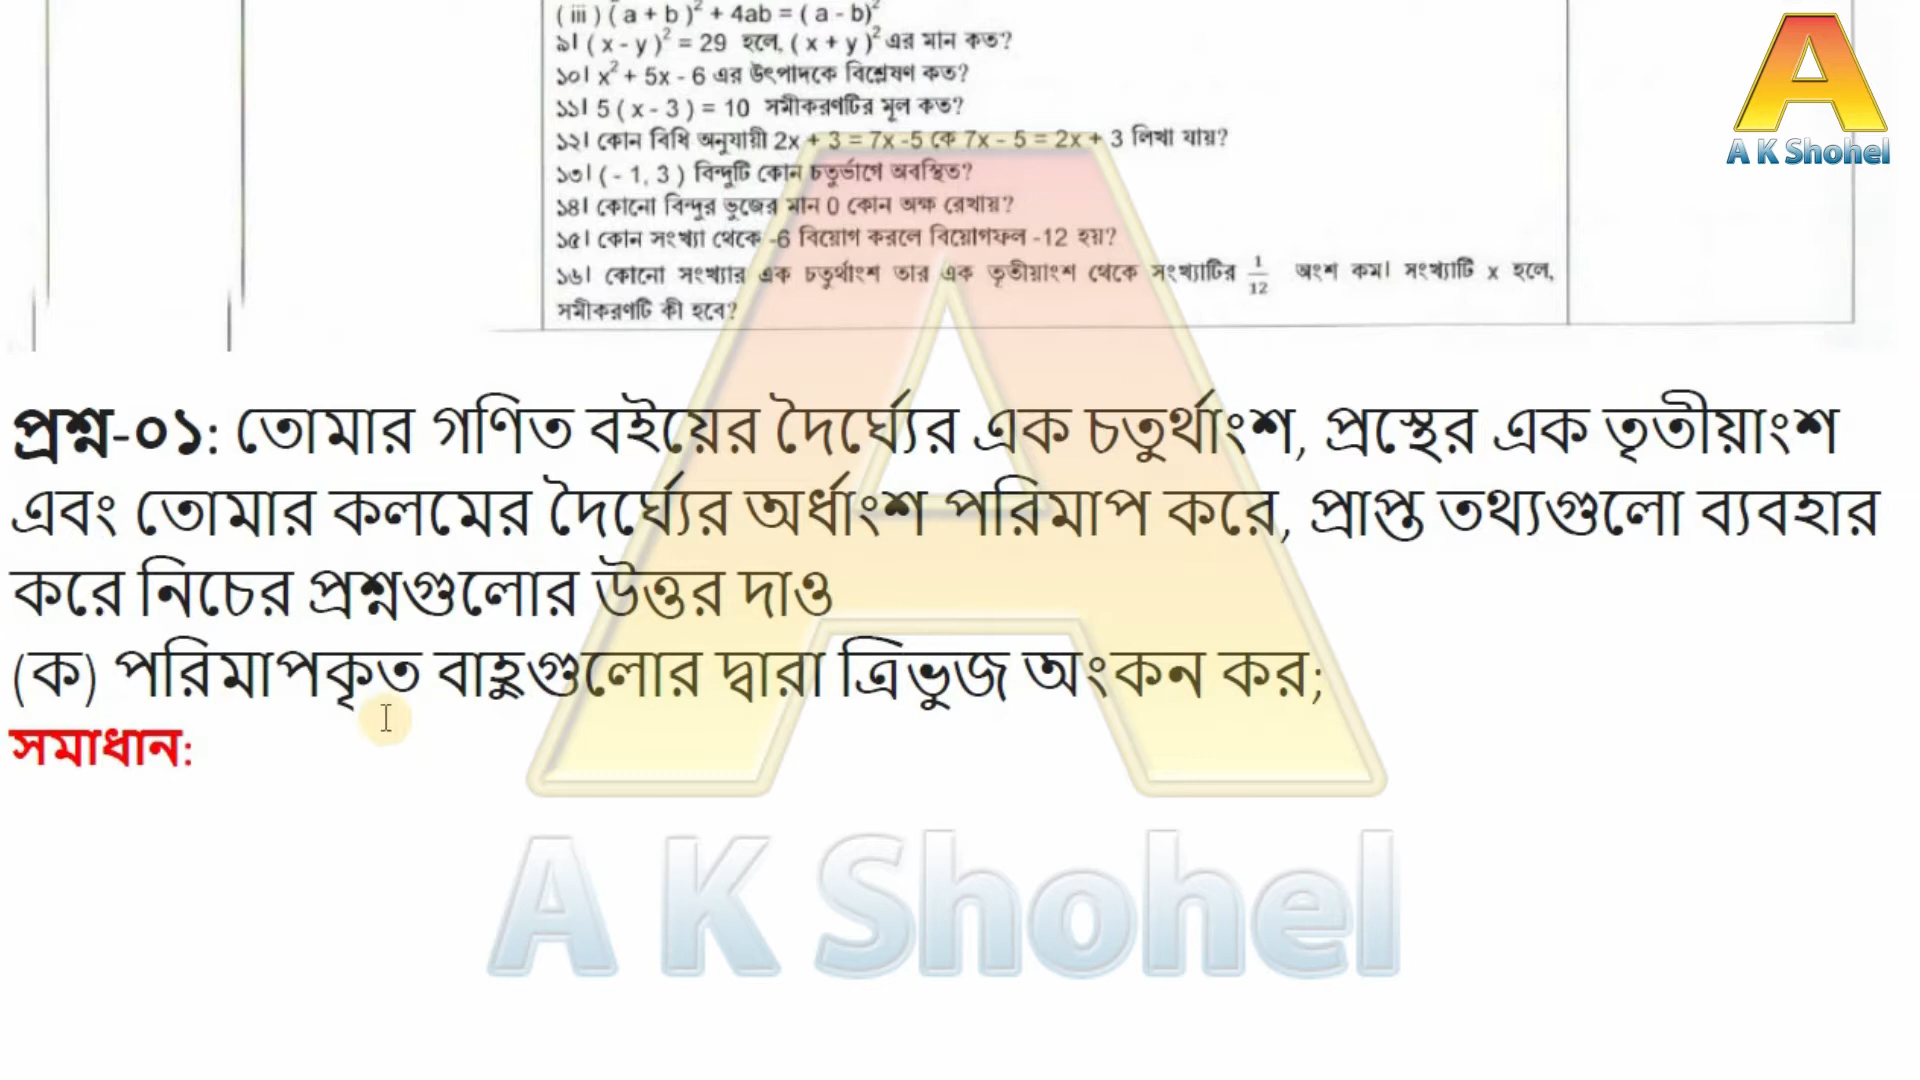 ( iii ) ( a + b )² + 4ab = ( a - b)²
৯। ( x - y )² = 29 হলে, ( x + y )² এর মান কত?
১০। x² + 5x - 6 এর উৎপাদকে বিশ্লেষণ কত?
১১। 5 ( x - 3 ) = 10 সমীকরণটির মূল কত?
১২। কোন বিধি অনুযায়ী 2x + 3 = 7x -5 কে 7x - 5 = 2x + 3 লিখা যায়?
১৩। ( - 1, 3 ) বিন্দুটি কোন চতুর্ভাগে অবস্থিত?
১৪। কোনো বিন্দুর ভুজের মান 0 কোন অক্ষ রেখায়?
১৫। কোন সংখ্যা থেকে -6 বিয়োগ করলে বিয়োগফল -12 হয়?
১৬। কোনো সংখ্যার এক চতুর্থাংশ তার এক তৃতীয়াংশ থেকে সংখ্যাটির 1/12 অংশ কম। সংখ্যাটি x হলে,
সমীকরণটি কী হবে?
A K Shohel
প্রশ্ন-০১: তোমার গণিত বইয়ের দৈর্ঘ্যের এক চতুর্থাংশ, প্রস্থের এক তৃতীয়াংশ
এবং তোমার কলমের দৈর্ঘ্যের অর্ধাংশ পরিমাপ করে, প্রাপ্ত তথ্যগুলো ব্যবহার
করে নিচের প্রশ্নগুলোর উত্তর দাও
(ক) পরিমাপকৃত বাহুগুলোর দ্বারা ত্রিভুজ অংকন কর;
সমাধান:
A K Shohel